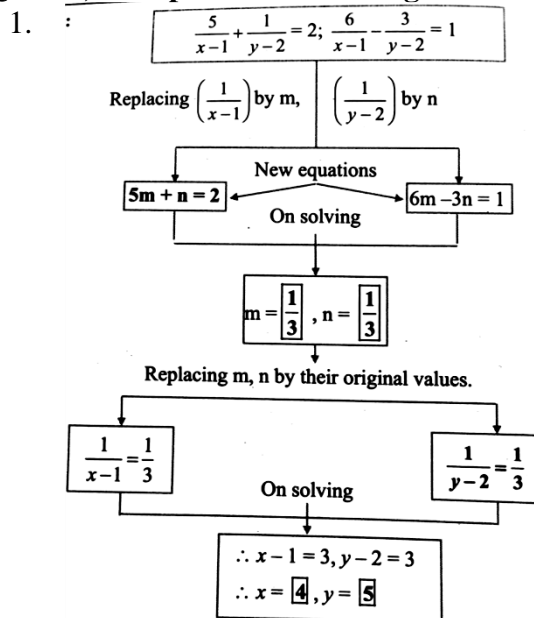 1. :
5/(x−1) + 1/(y−2) = 2; 6/(x−1) − 3/(y−2) = 1
Replacing (1/(x−1)) by m, (1/(y−2)) by n
New equations
5m + n = 2 6m −3n = 1
On solving
m = 1/3 , n = 1/3
Replacing m, n by their original values.
1/(x−1) = 1/3 1/(y−2) = 1/3
On solving
∴ x − 1 = 3, y − 2 = 3
∴ x = 4 , y = 5